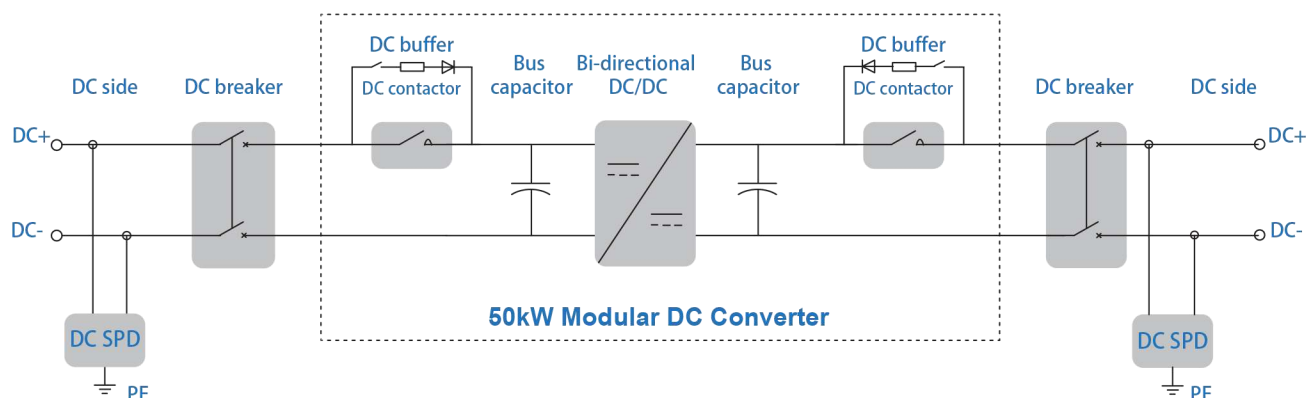 DC buffer
DC buffer
DC side
DC breaker
DC contactor
Bus
capacitor
Bi-directional
DC/DC
Bus
capacitor
DC contactor
DC breaker
DC side
DC+
DC+
DC-
DC-
50kW Modular DC Converter
DC SPD
DC SPD
PE
PE